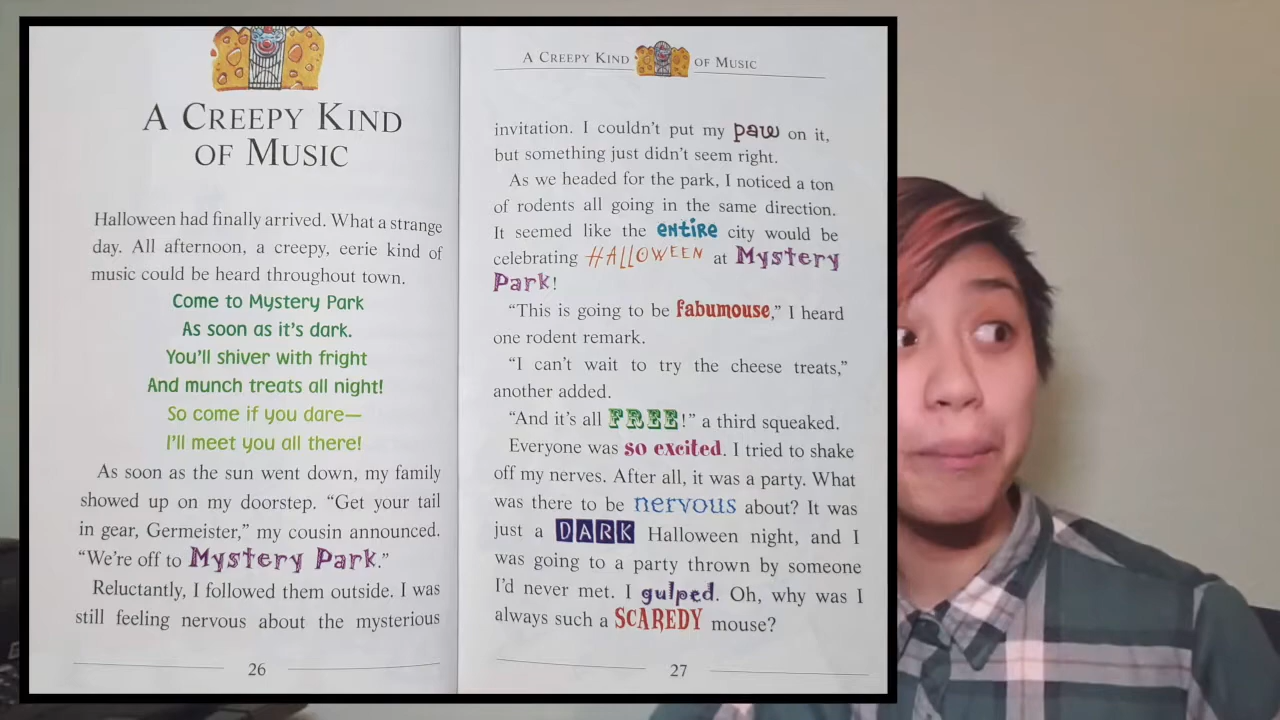 A CREEPY KIND
OF MUSIC
Halloween had finally arrived. What a strange
day. All afternoon, a creepy, eerie kind of
music could be heard throughout town.
Come to Mystery Park
As soon as it's dark.
You'll shiver with fright
And munch treats all night!
So come if you dare—
I'll meet you all there!
As soon as the sun went down, my family
showed up on my doorstep. “Get your tail
in gear, Germeister,” my cousin announced.
“We're off to Mystery Park.”
Reluctantly, I followed them outside. I was
still feeling nervous about the mysterious
26
A CREEPY KIND OF MUSIC
invitation. I couldn't put my paw on it,
but something just didn't seem right.
As we headed for the park, I noticed a ton
of rodents all going in the same direction.
It seemed like the entire city would be
celebrating HALLOWEEN at Mystery
Park!
“This is going to be fabumouse,” I heard
one rodent remark.
“I can't wait to try the cheese treats,”
another added.
“And it's all FREE!” a third squeaked.
Everyone was so excited. I tried to shake
off my nerves. After all, it was a party. What
was there to be nervous about? It was
just a DARK Halloween night, and I
was going to a party thrown by someone
I'd never met. I gulped. Oh, why was I
always such a SCAREDY mouse?
27